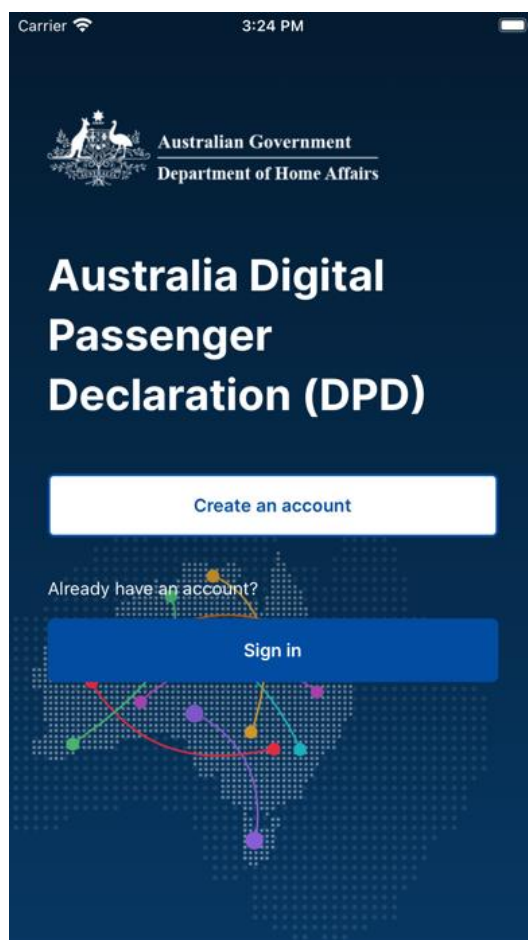 Carrier 3:24 PM
Australian Government
Department of Home Affairs
Australia Digital
Passenger
Declaration (DPD)
Create an account
Already have an account?
Sign in